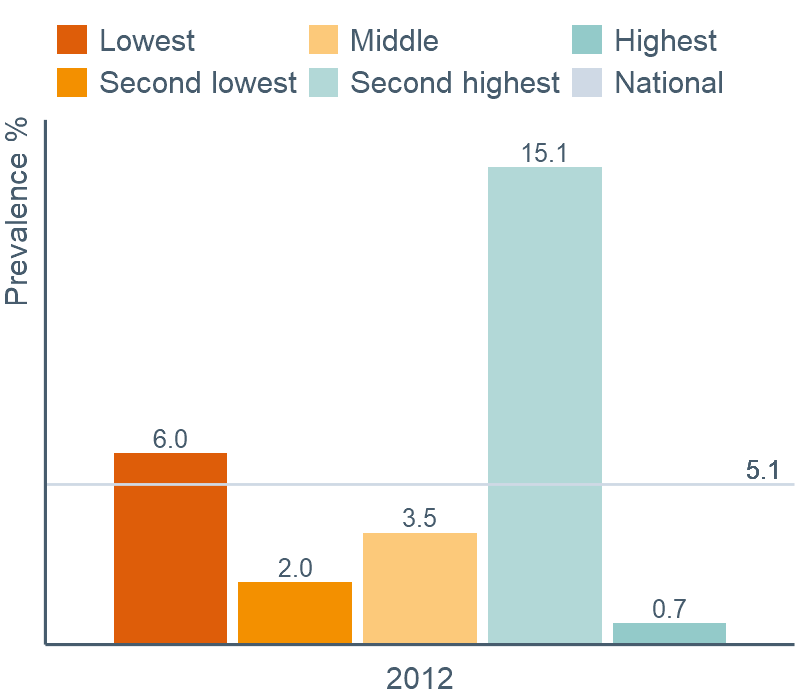 Lowest
Middle
Highest
Second lowest
Second highest
National
Prevalence %
15.1
6.0
5.1
3.5
2.0
0.7
2012